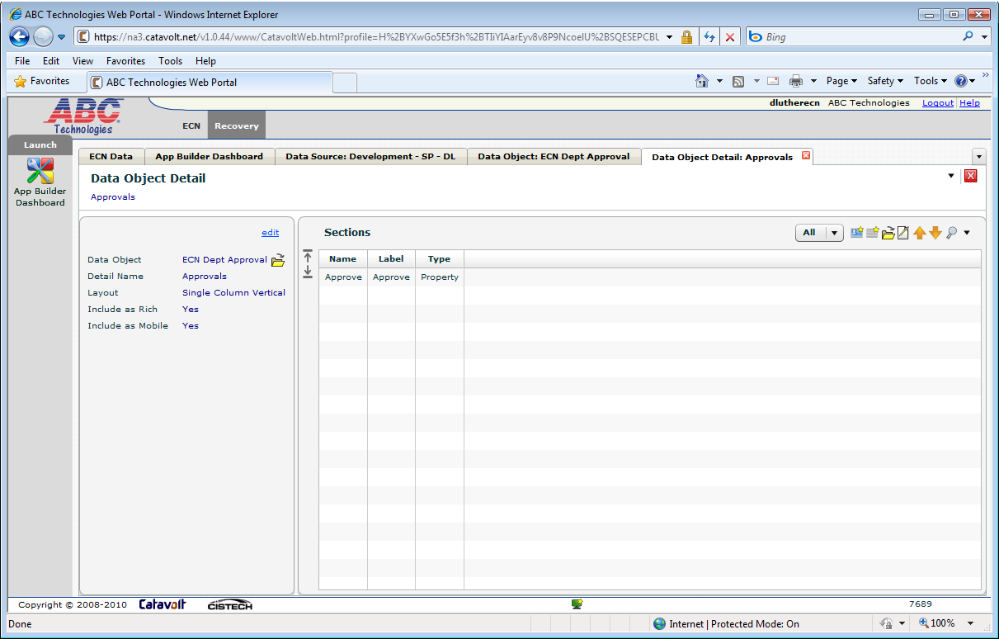 ABC Technologies Web Portal - Windows Internet Explorer
https://na3.catavolt.net/v1.0.44/www/CatavoltWeb.html?profile=H%2BYXwGo5E5f3h%2BTIiYIAarEyv8v8P9NcoelU%2BSQESEPCBL
Bing
File Edit View Favorites Tools Help
Favorites
ABC Technologies Web Portal
Page Safety Tools
ABC
Technologies
dlutherecn ABC Technologies Logout Help
ECN Recovery
Launch
App Builder
Dashboard
ECN Data App Builder Dashboard Data Source: Development - SP - DL Data Object: ECN Dept Approval Data Object Detail: Approvals
Data Object Detail
Approvals
edit
Data Object ECN Dept Approval
Detail Name Approvals
Layout Single Column Vertical
Include as Rich Yes
Include as Mobile Yes
Sections
All
Name Label Type
Approve Approve Property
Copyright © 2008-2010 Catavolt CISTECH
7689
Done
Internet | Protected Mode: On
100%